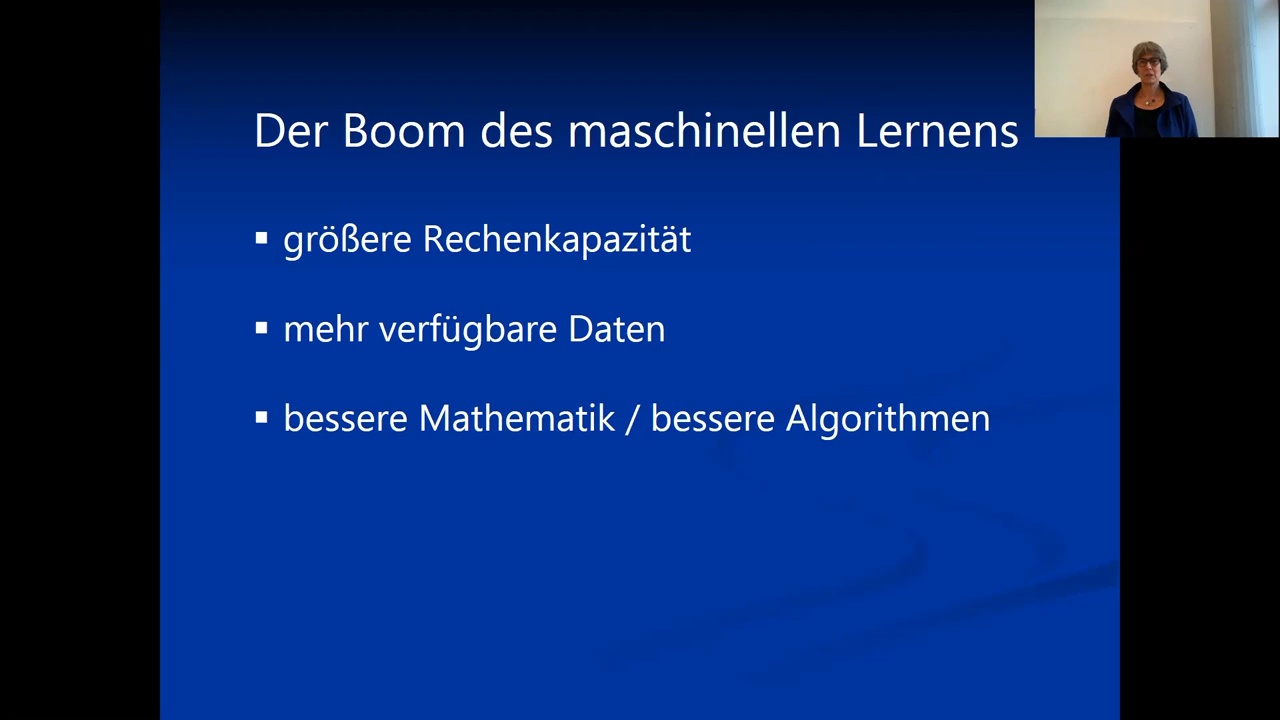 Der Boom des maschinellen Lernens
▪ größere Rechenkapazität
▪ mehr verfügbare Daten
▪ bessere Mathematik / bessere Algorithmen